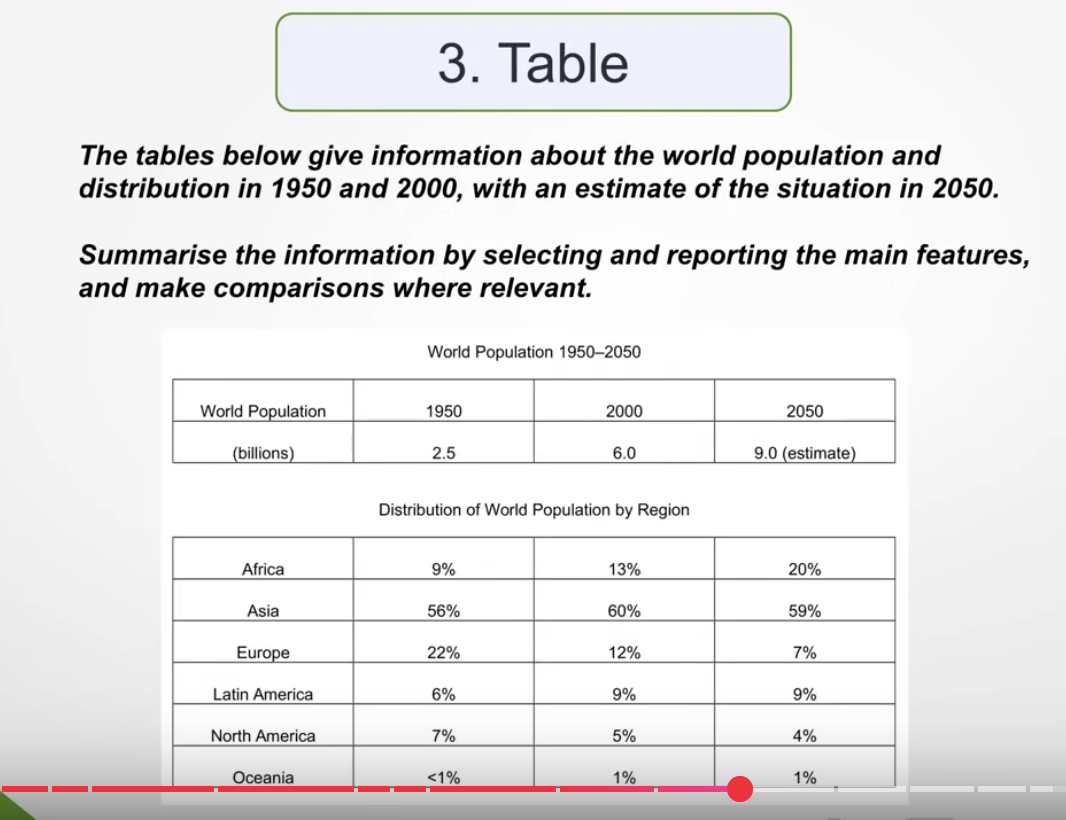 3. Table
The tables below give information about the world population and
distribution in 1950 and 2000, with an estimate of the situation in 2050.
Summarise the information by selecting and reporting the main features,
and make comparisons where relevant.
World Population 1950–2050
World Population 1950 2000 2050
(billions) 2.5 6.0 9.0 (estimate)
Distribution of World Population by Region
Africa 9% 13% 20%
Asia 56% 60% 59%
Europe 22% 12% 7%
Latin America 6% 9% 9%
North America 7% 5% 4%
Oceania <1% 1% 1%